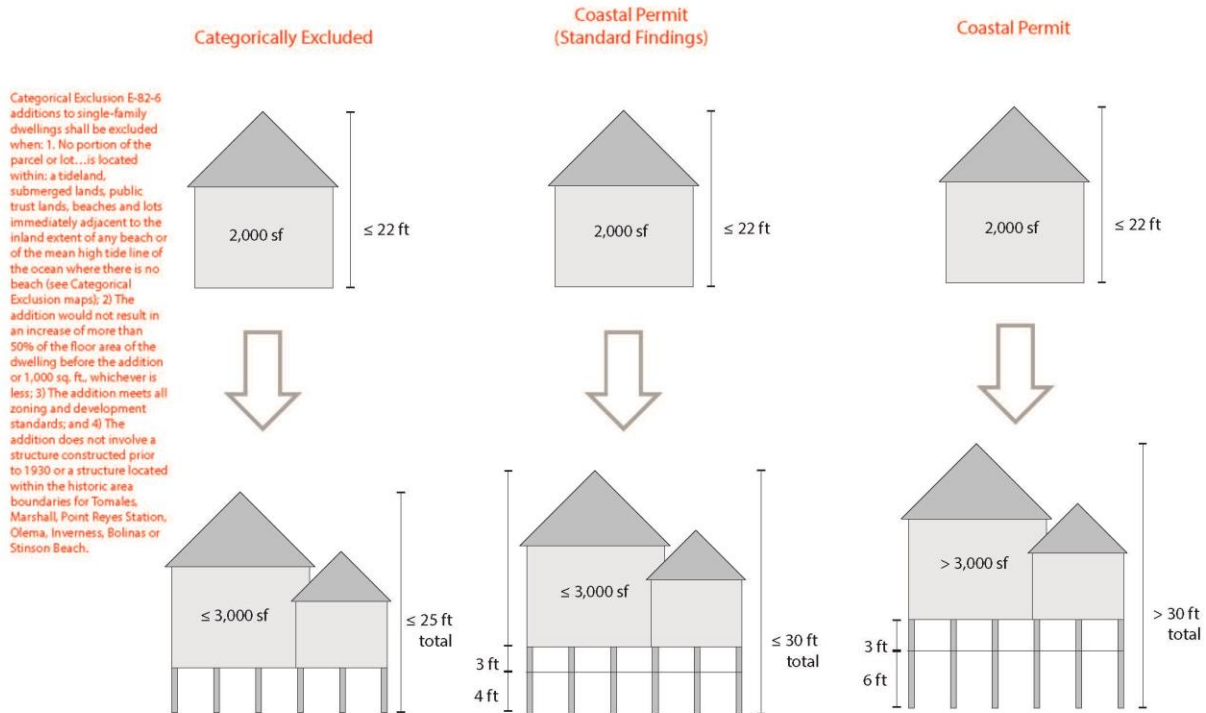 Categorically Excluded
Coastal Permit
(Standard Findings)
Coastal Permit
Categorical Exclusion E-82-6
additions to single-family
dwellings shall be excluded
when: 1. No portion of the
parcel or lot...is located
within: a tideland,
submerged lands, public
trust lands, beaches and lots
immediately adjacent to the
inland extent of any beach or
of the mean high tide line of
the ocean where there is no
beach (see Categorical
Exclusion maps); 2) The
addition would not result in
an increase of more than
50% of the floor area of the
dwelling before the addition
or 1,000 sq. ft., whichever is
less; 3) The addition meets all
zoning and development
standards; and 4) The
addition does not involve a
structure constructed prior
to 1930 or a structure located
within the historic area
boundaries for Tomales,
Marshall, Point Reyes Station,
Olema, Inverness, Bolinas or
Stinson Beach.
2,000 sf
≤ 22 ft
2,000 sf
≤ 22 ft
2,000 sf
≤ 22 ft
≤ 3,000 sf
≤ 25 ft
total
≤ 3,000 sf
3 ft
4 ft
≤ 30 ft
total
> 3,000 sf
3 ft
6 ft
> 30 ft
total